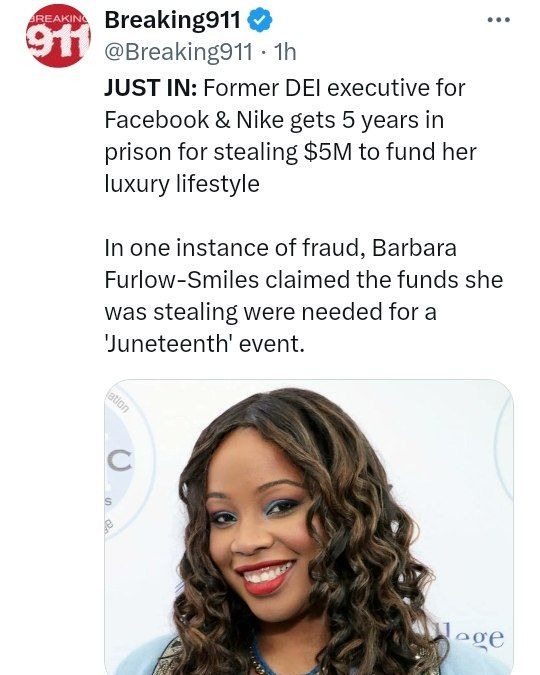 BREAKING
911
Breaking911
@Breaking911 · 1h
JUST IN: Former DEI executive for
Facebook & Nike gets 5 years in
prison for stealing $5M to fund her
luxury lifestyle
In one instance of fraud, Barbara
Furlow-Smiles claimed the funds she
was stealing were needed for a
'Juneteenth' event.
ation
C
s
llege